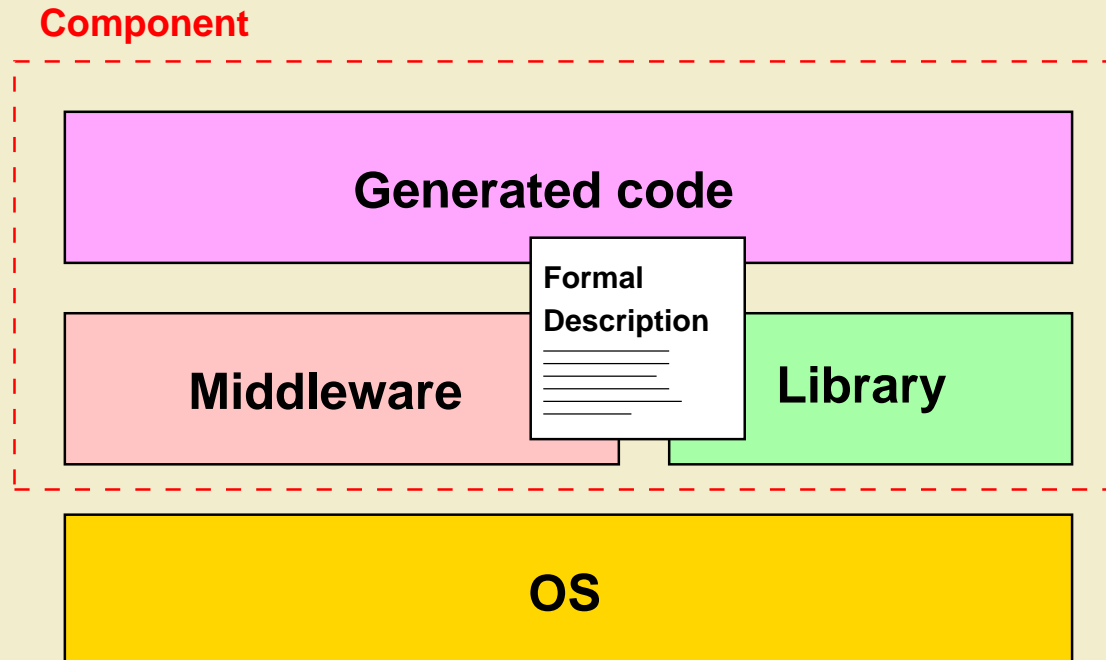 Component
Generated code
Formal
Description
Middleware
Library
OS